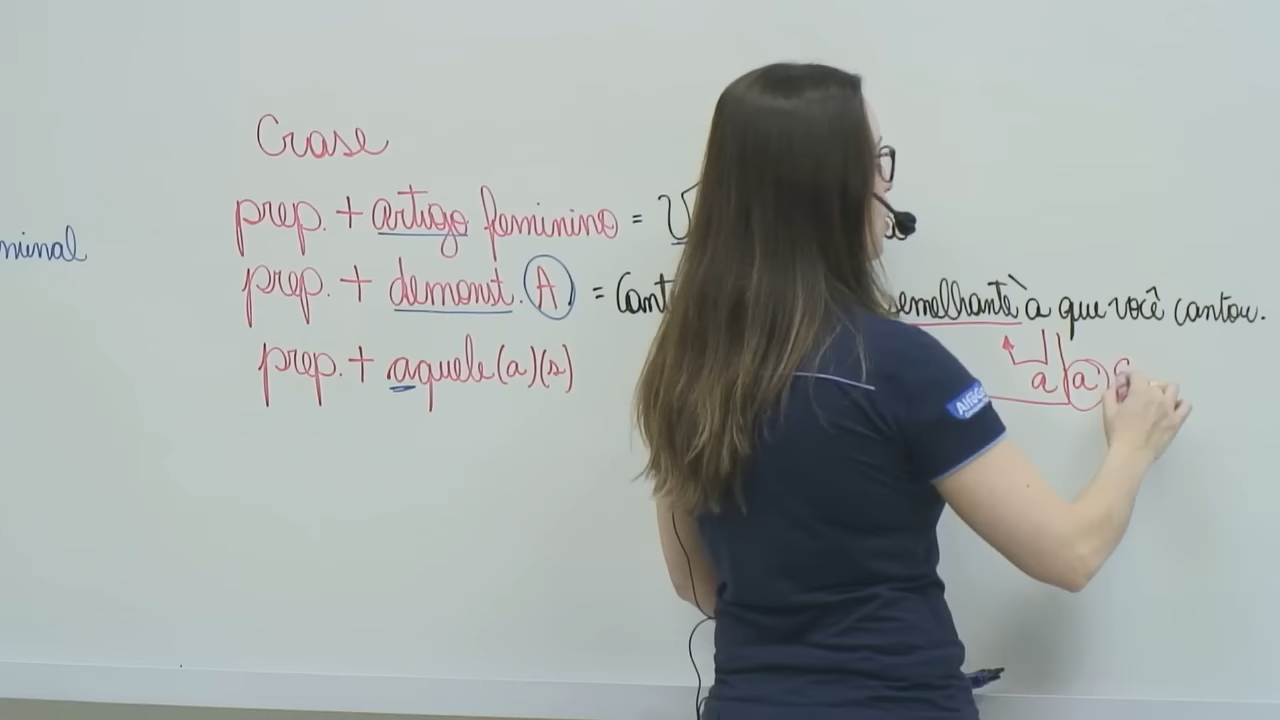 Crase
minal
prep. + artigo feminino =
prep. + demonst. A = Cant semelhante à que você cantou.
prep. + aquele(a)(s)
a a